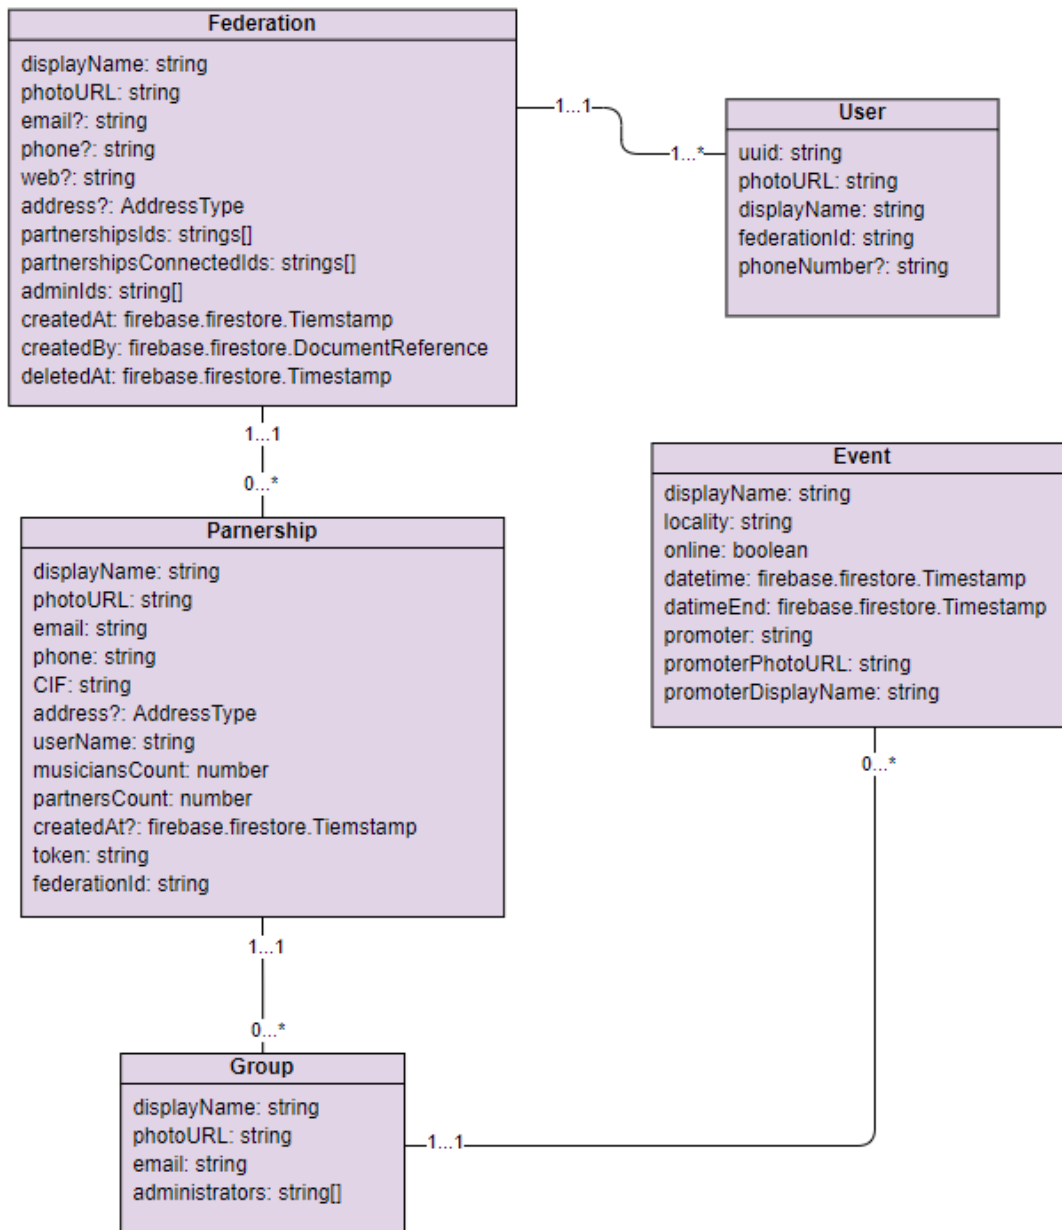 Federation
displayName: string
photoURL: string
email?: string
phone?: string
web?: string
address?: AddressType
partnershipsIds: strings[]
partnershipsConnectedIds: strings[]
adminIds: string[]
createdAt: firebase.firestore.Tiemstamp
createdBy: firebase.firestore.DocumentReference
deletedAt: firebase.firestore.Timestamp
1...1
1...*
User
uuid: string
photoURL: string
displayName: string
federationId: string
phoneNumber?: string
1...1
0...*
Parnership
displayName: string
photoURL: string
email: string
phone: string
CIF: string
address?: AddressType
userName: string
musiciansCount: number
partnersCount: number
createdAt?: firebase.firestore.Tiemstamp
token: string
federationId: string
Event
displayName: string
locality: string
online: boolean
datetime: firebase.firestore.Timestamp
datimeEnd: firebase.firestore.Timestamp
promoter: string
promoterPhotoURL: string
promoterDisplayName: string
0...*
1...1
0...*
Group
displayName: string
photoURL: string
email: string
administrators: string[]
1...1